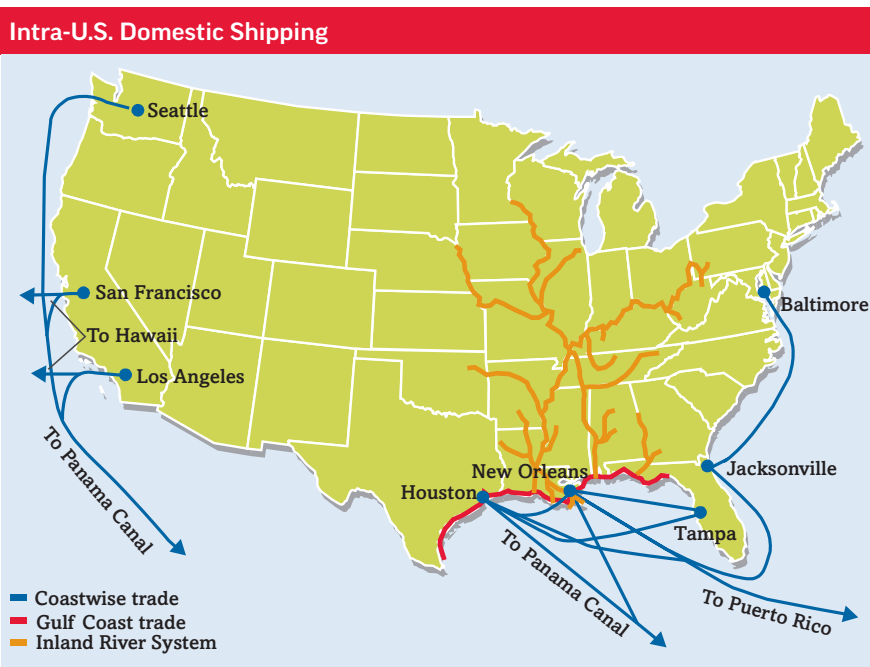 Intra-U.S. Domestic Shipping
Seattle
San Francisco
To Hawaii
Los Angeles
To Panama Canal
Baltimore
Jacksonville
New Orleans
Houston
Tampa
To Panama Canal
To Puerto Rico
Coastwise trade
Gulf Coast trade
Inland River System